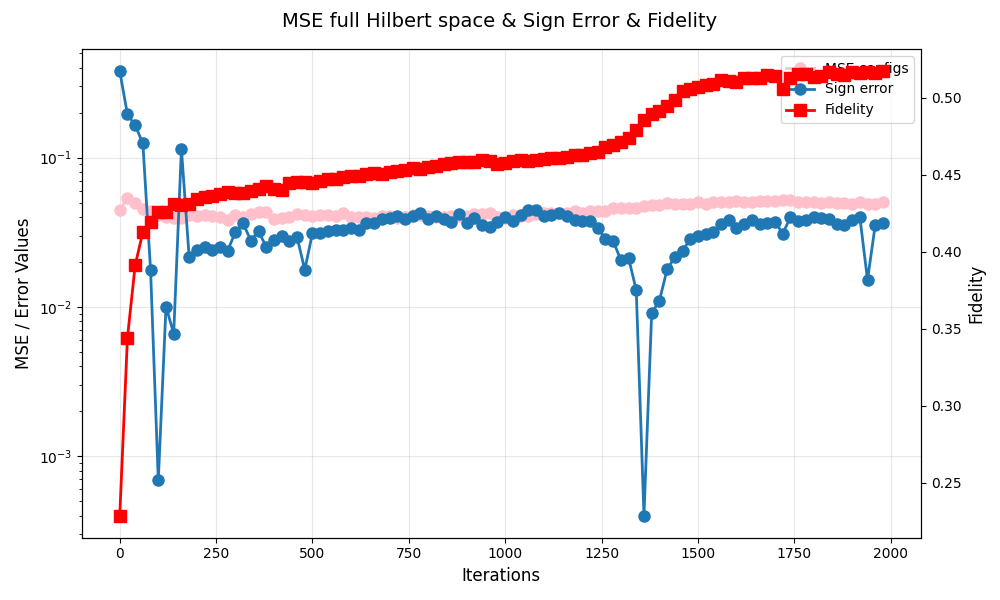 MSE full Hilbert space & Sign Error & Fidelity
MSE configs
Sign error
Fidelity
MSE / Error Values
10⁻¹
10⁻²
10⁻³
0.50
0.45
0.40
0.35
0.30
0.25
Fidelity
0 250 500 750 1000 1250 1500 1750 2000
Iterations